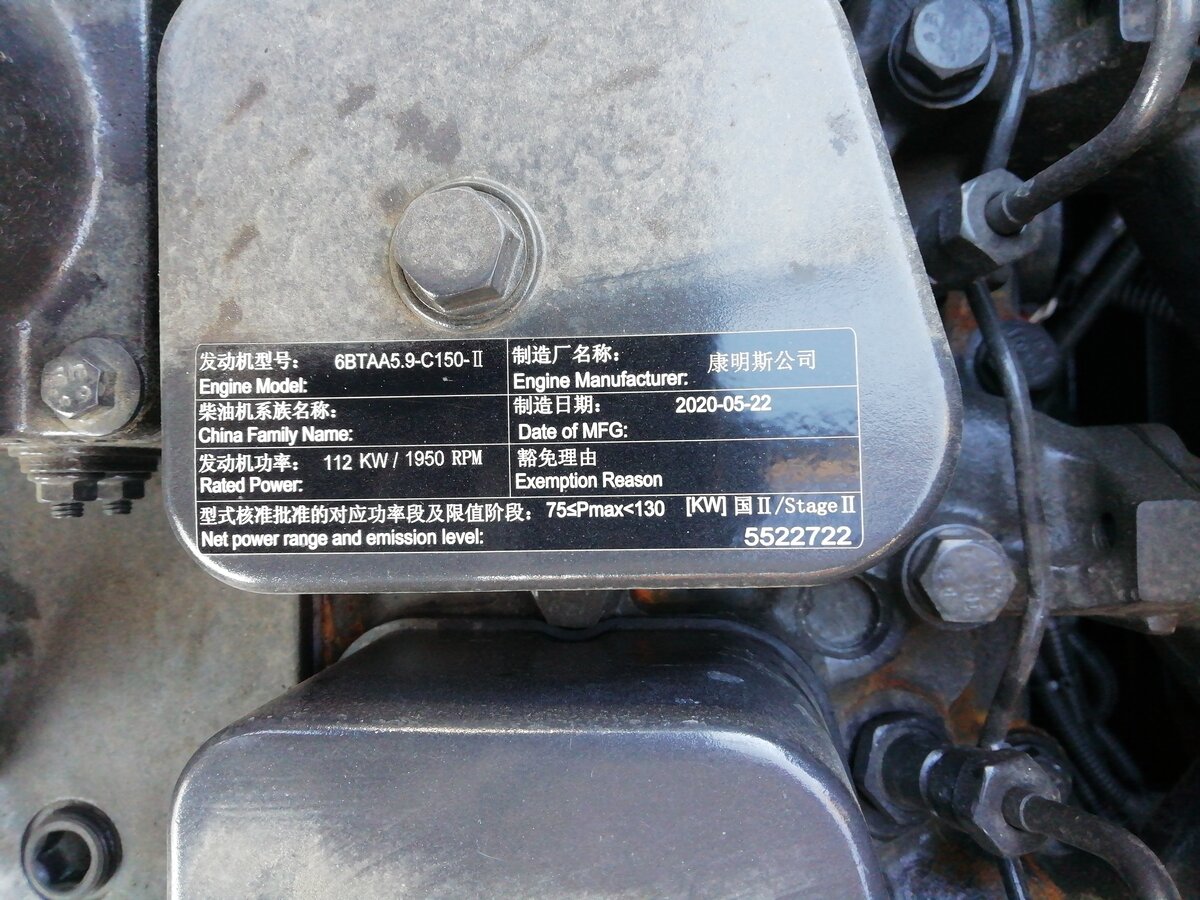 发动机型号： 6BTAA5.9-C150-Ⅱ
Engine Model:
制造厂名称： 康明斯公司
Engine Manufacturer:
柴油机系族名称：
China Family Name:
制造日期： 2020-05-22
Date of MFG:
发动机功率： 112 KW / 1950 RPM
Rated Power:
豁免理由
Exemption Reason
型式核准批准的对应功率段及限值阶段： 75≤Pmax<130 [KW] 国Ⅱ/StageⅡ
Net power range and emission level:
5522722